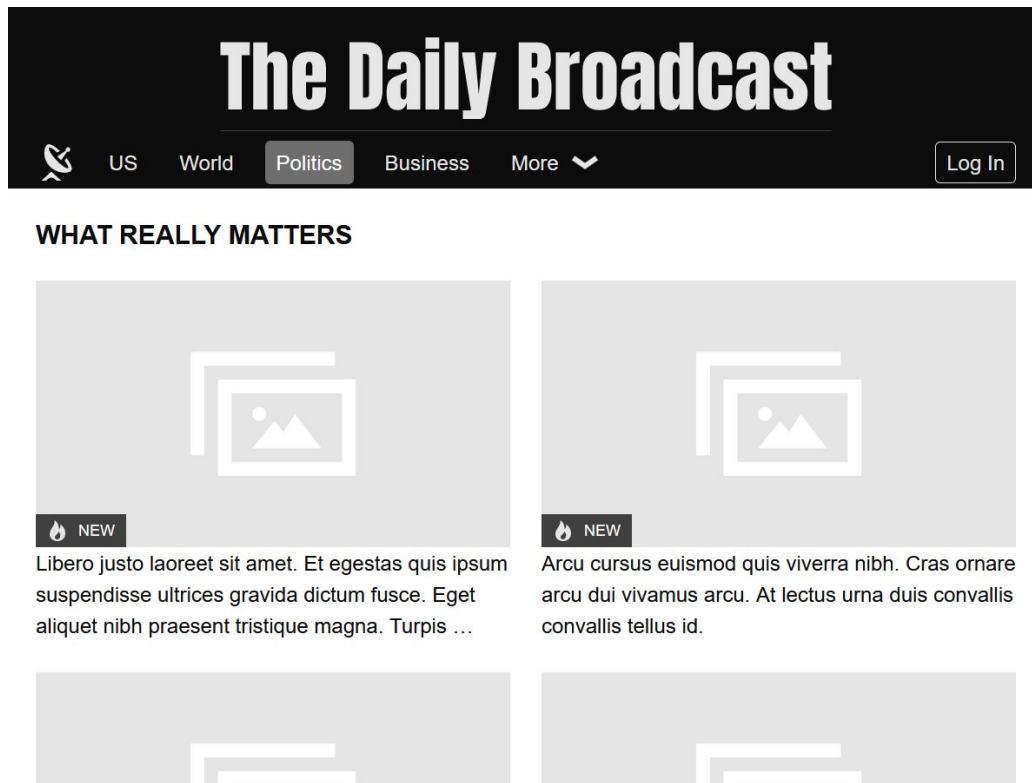 The Daily Broadcast
US World Politics Business More Log In
WHAT REALLY MATTERS
NEW
Libero justo laoreet sit amet. Et egestas quis ipsum
suspendisse ultrices gravida dictum fusce. Eget
aliquet nibh praesent tristique magna. Turpis …
NEW
Arcu cursus euismod quis viverra nibh. Cras ornare
arcu dui vivamus arcu. At lectus urna duis convallis
convallis tellus id.